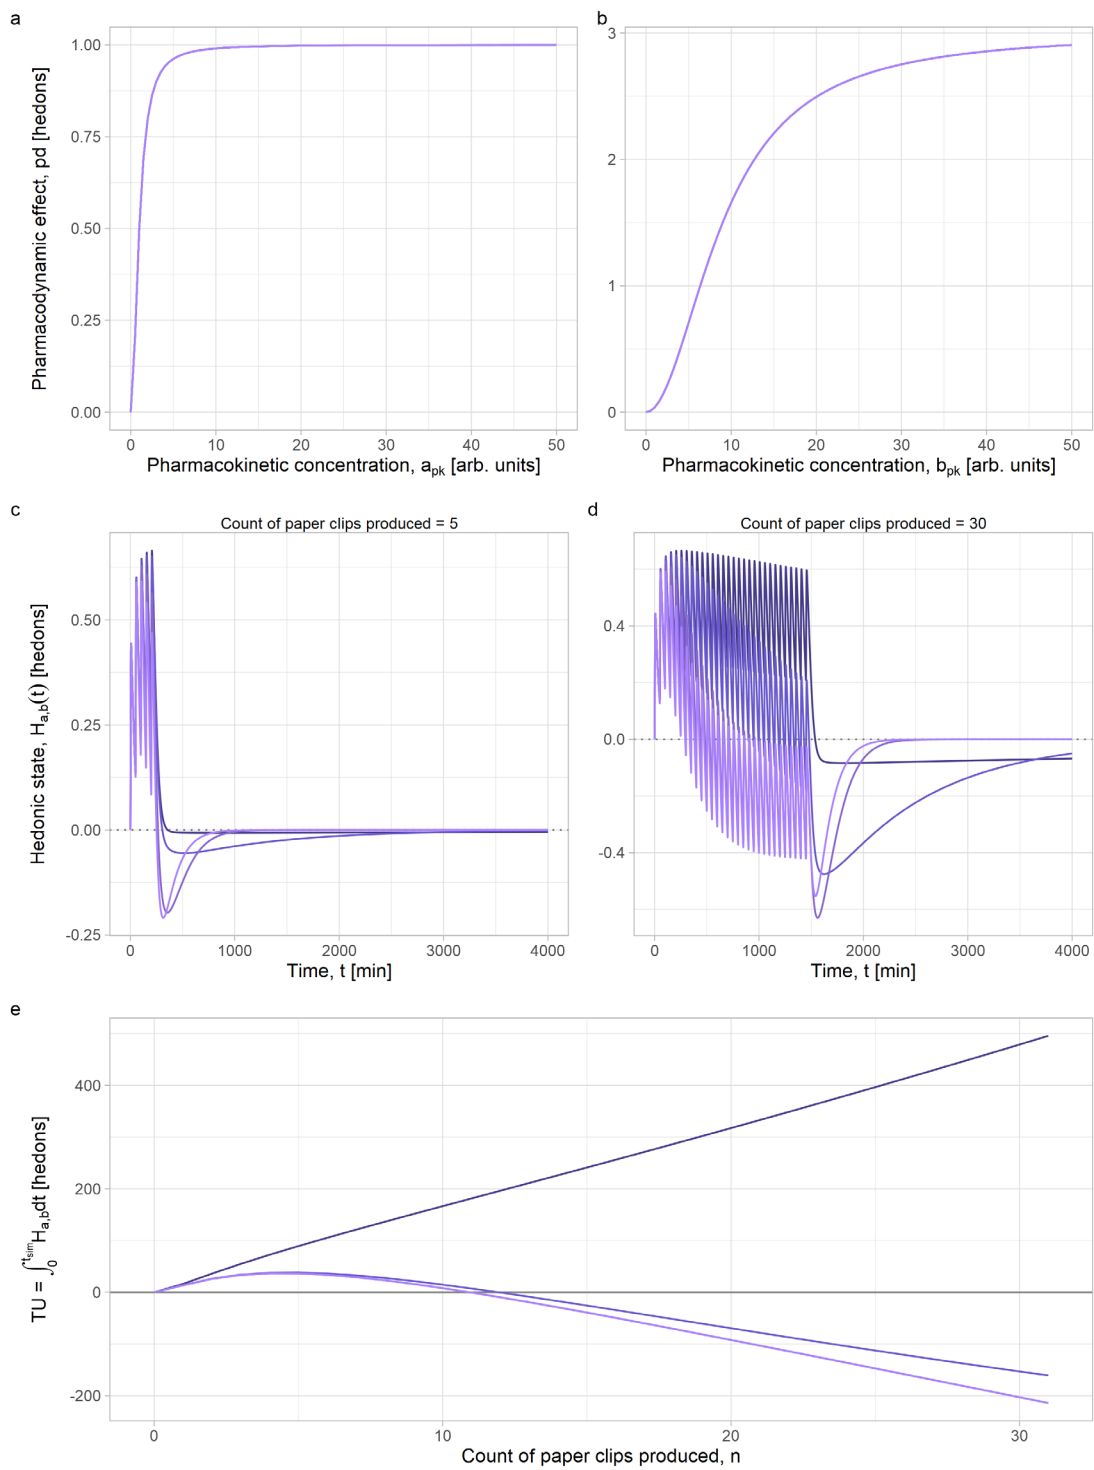 a
1.00
0.75
0.50
0.25
0.00
Pharmacodynamic effect, pd [hedons]
0 10 20 30 40 50
Pharmacokinetic concentration, apk [arb. units]
b
3
2
1
0
0 10 20 30 40 50
Pharmacokinetic concentration, bpk [arb. units]
c
Count of paper clips produced = 5
0.50
0.25
0.00
-0.25
Hedonic state, Ha,b(t) [hedons]
0 1000 2000 3000 4000
Time, t [min]
d
Count of paper clips produced = 30
0.4
0.0
-0.4
0 1000 2000 3000 4000
Time, t [min]
e
400
200
0
-200
TU = ∫0tsim Ha,bdt [hedons]
0 10 20 30
Count of paper clips produced, n